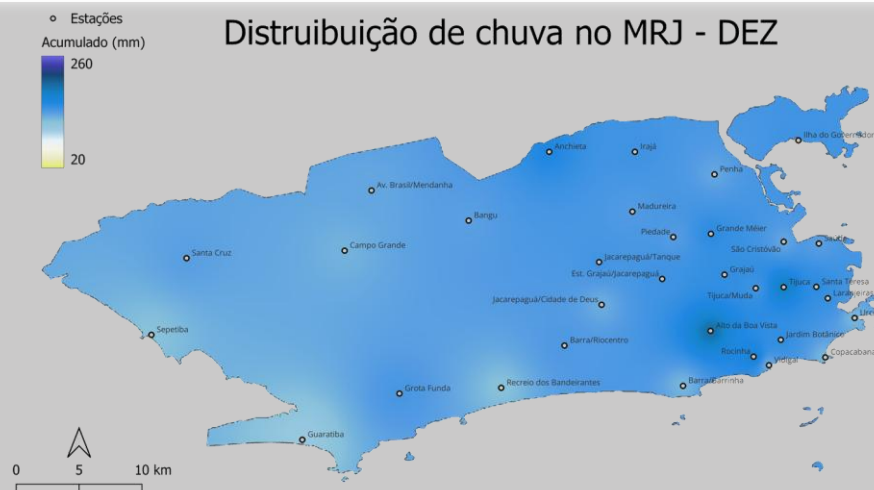 Estações
Distruibuição de chuva no MRJ - DEZ
Acumulado (mm)
260
20
Ilha do Governador
Anchieta
Irajá
Penha
Av. Brasil/Mendanha
Madureira
Bangu
Piedade
Grande Méier
São Cristóvão
Saúde
Campo Grande
Santa Cruz
Jacarepaguá/Tanque
Est. Grajaú/Jacarepaguá
Grajaú
Tijuca
Santa Teresa
Tijuca/Muda
Laranjeiras
Jacarepaguá/Cidade de Deus
Sepetiba
Alto da Boa Vista
Jardim Botânico
Barra/Riocentro
Rocinha
Copacabana
Vidigal
Barra/Barrinha
Recreio dos Bandeirantes
Grota Funda
Guaratiba
0 5 10 km